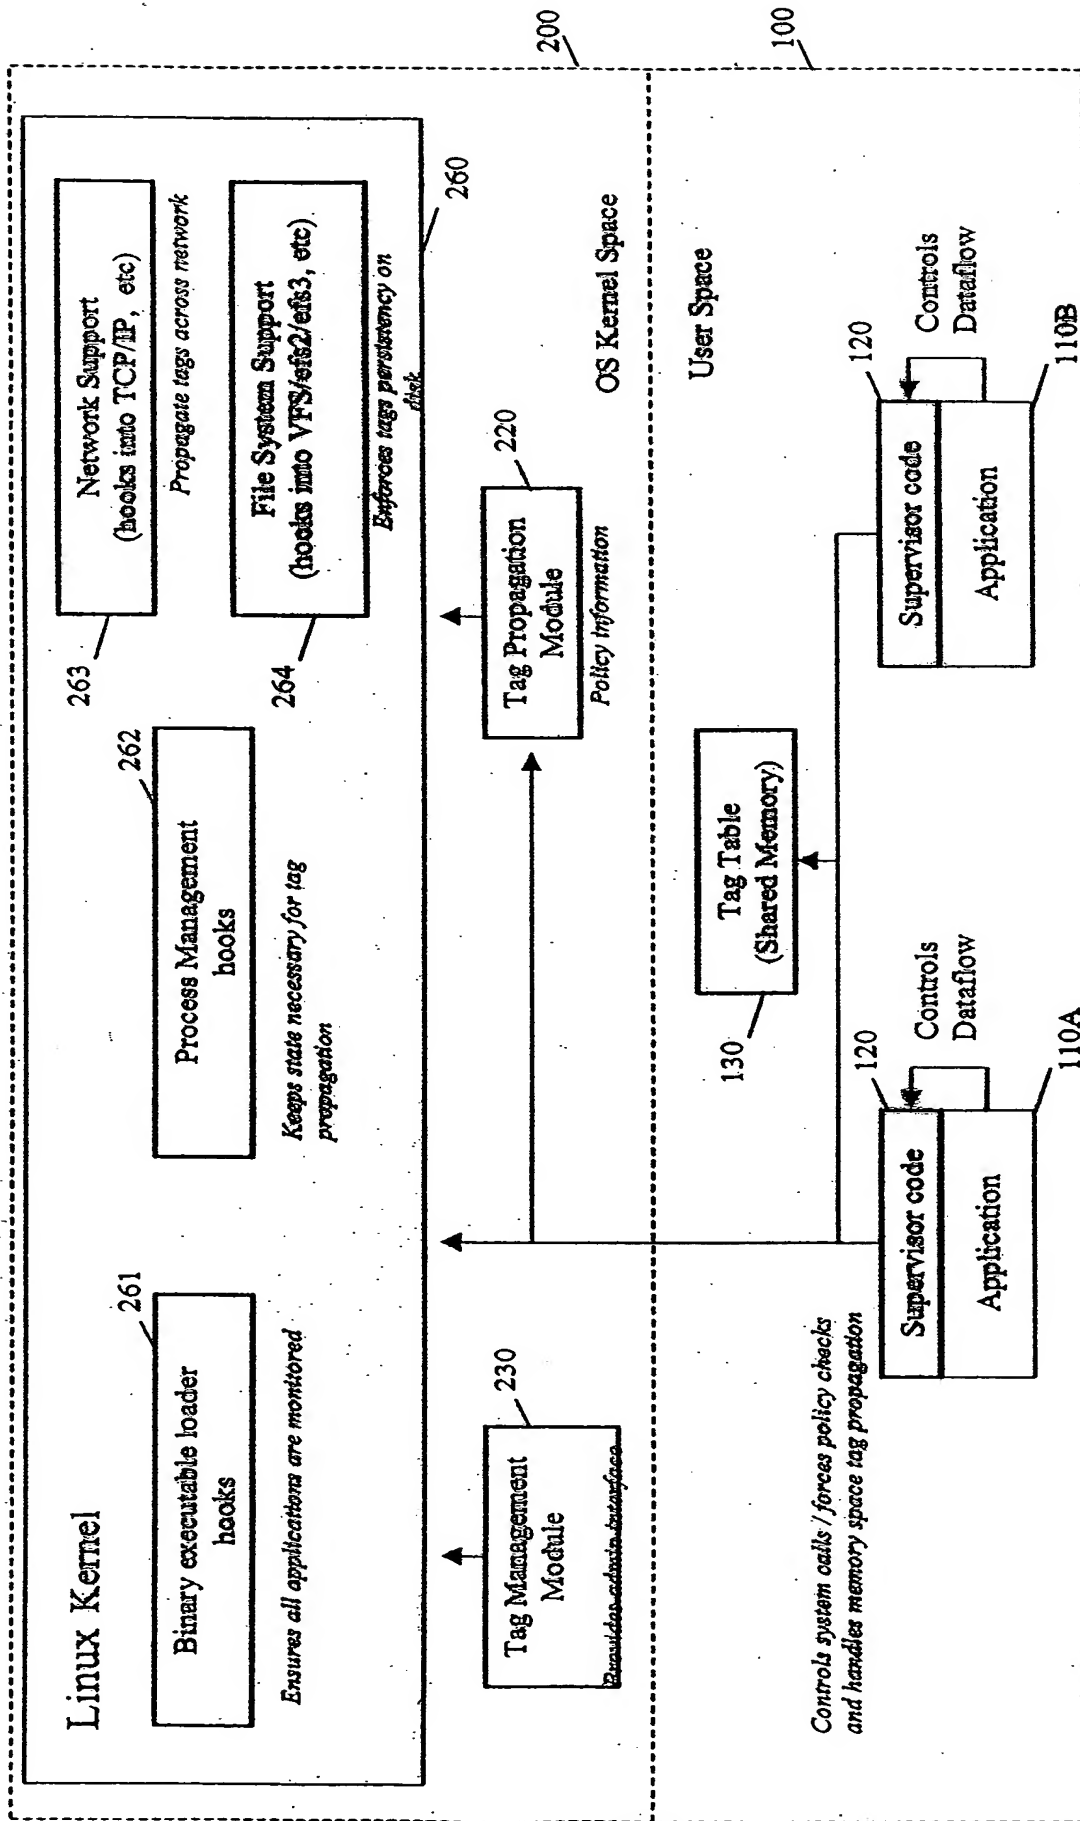 Linux Kernel
Binary executable loader
hooks
261
Ensures all applications are monitored
Process Management
hooks
262
Keeps state necessary for tag
propagation
Network Support
(hooks into TCP/IP, etc)
263
Propagate tags across network
File System Support
(hooks into VFS/efs2/efs3, etc)
264
Enforces tags persistency on
disk
260
200
Tag Management
Module
230
Provides admin interface
Tag Propagation
Module
220
Policy information
OS Kernel Space
User Space
100
Tag Table
(Shared Memory)
130
Controls system calls / forces policy checks
and handles memory space tag propagation
Supervisor code
Application
120
Controls
Dataflow
110A
Supervisor code
Application
120
Controls
Dataflow
110B